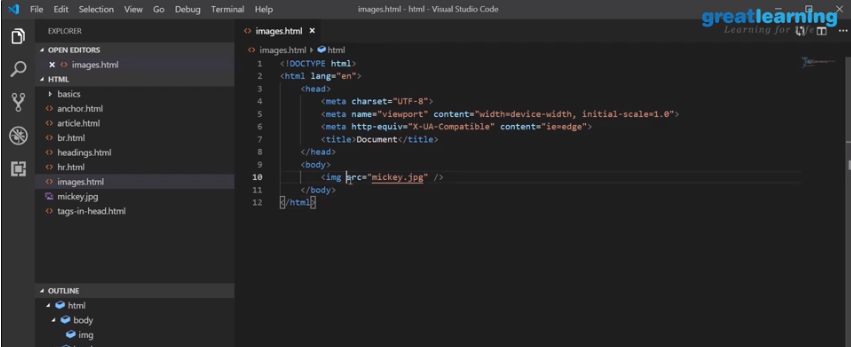 File Edit Selection View Go Debug Terminal Help
images.html - html - Visual Studio Code
greatlearning
Learning for Life
EXPLORER
OPEN EDITORS
images.html
HTML
basics
anchor.html
article.html
br.html
headings.html
hr.html
images.html
mickey.jpg
tags-in-head.html
OUTLINE
html
body
img
images.html
images.html html
1 <!DOCTYPE html>
2 <html lang="en">
3 <head>
4 <meta charset="UTF-8">
5 <meta name="viewport" content="width=device-width, initial-scale=1.0">
6 <meta http-equiv="X-UA-Compatible" content="ie=edge">
7 <title>Document</title>
8 </head>
9 <body>
10 <img src="mickey.jpg" />
11 </body>
12 </html>